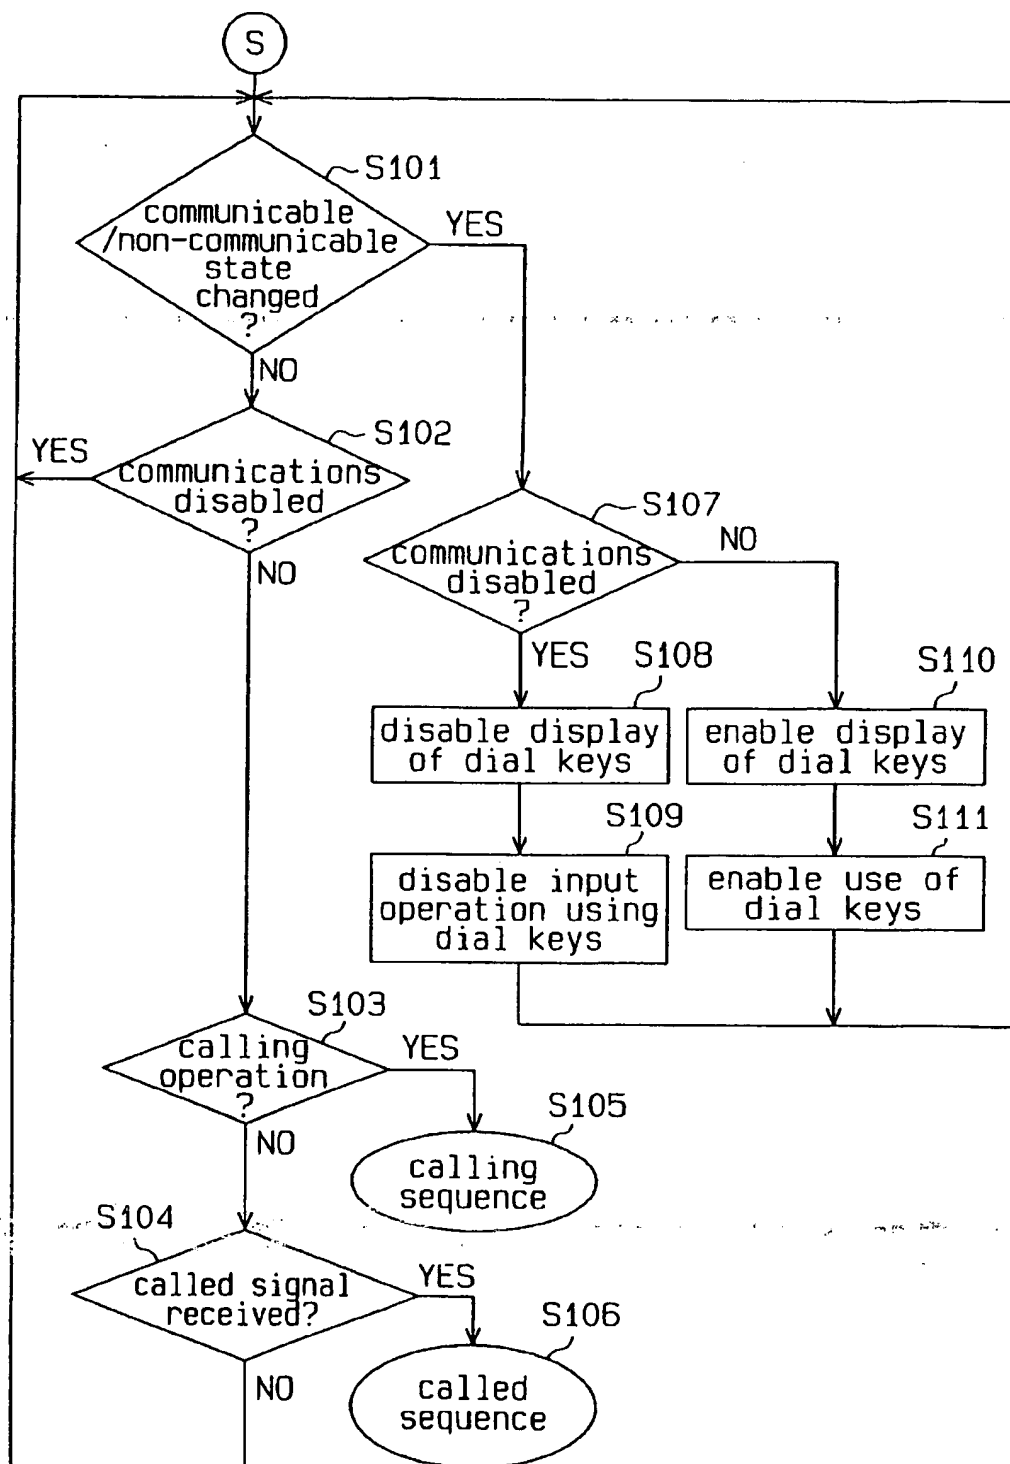 S
S101
communicable
/non-communicable
state
changed
?
YES
NO
S102
YES
communications
disabled
?
NO
S107
communications
disabled
?
NO
YES
S108
disable display
of dial keys
S110
enable display
of dial keys
S109
disable input
operation using
dial keys
S111
enable use of
dial keys
S103
calling
operation
?
YES
NO
S105
calling
sequence
S104
called signal
received?
YES
NO
S106
called
sequence